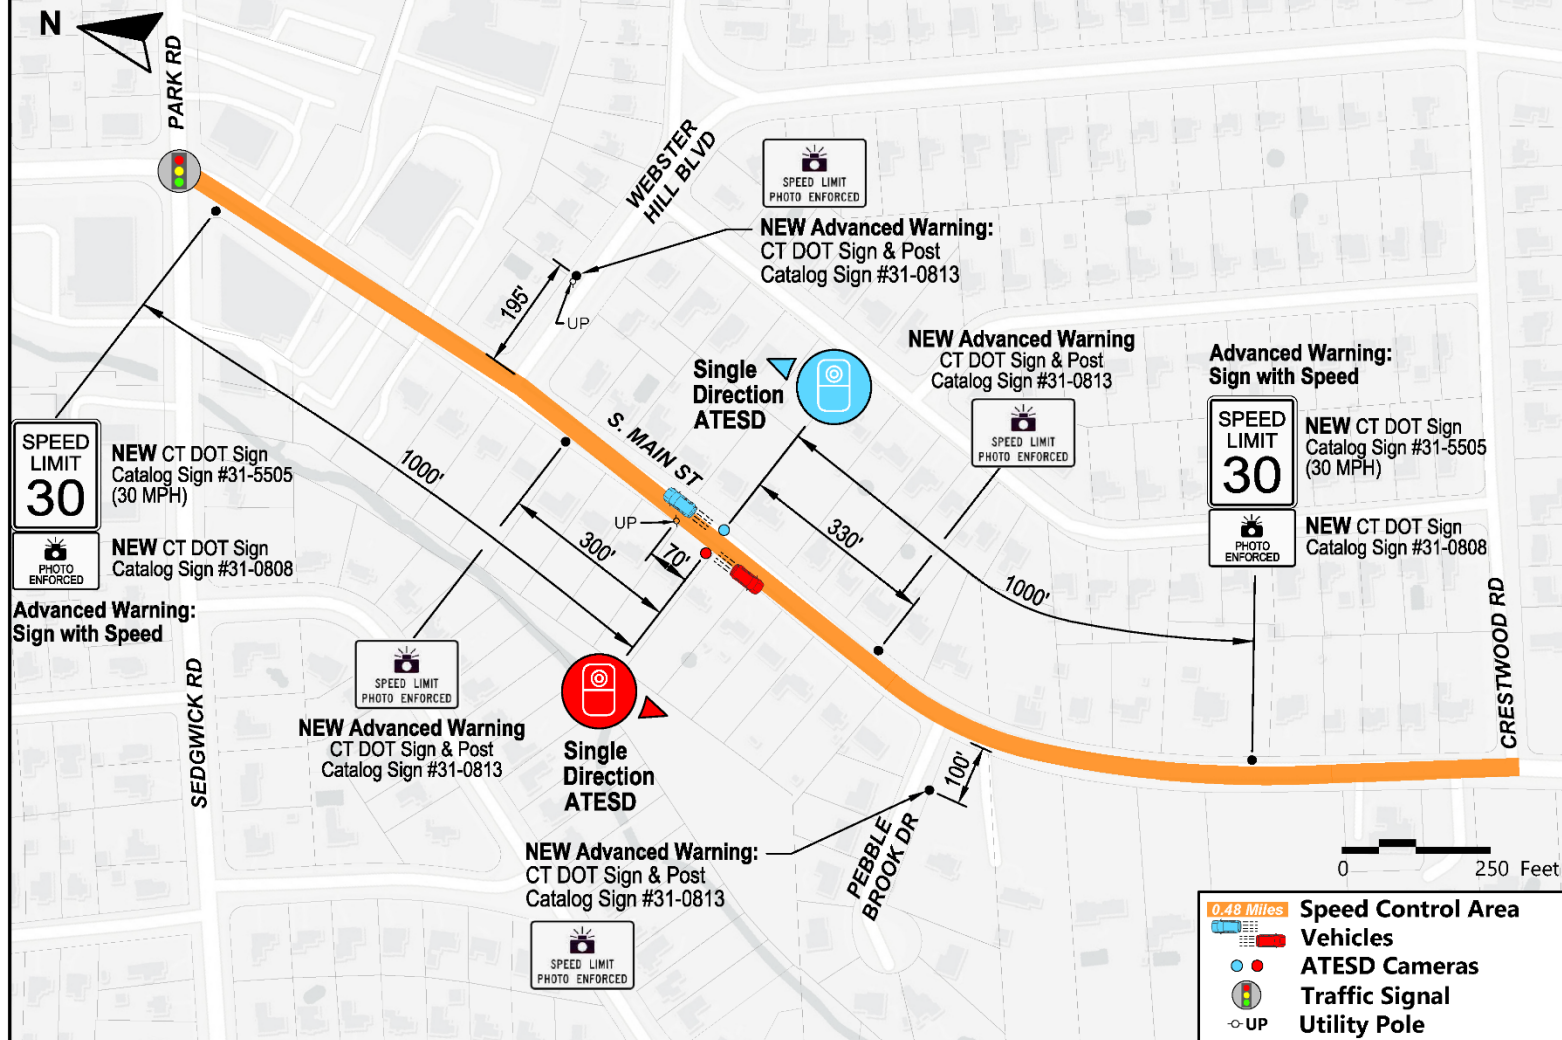 N
PARK RD
WEBSTER
HILL BLVD
SPEED LIMIT
PHOTO ENFORCED
NEW Advanced Warning:
CT DOT Sign & Post
Catalog Sign #31-0813
195'
UP
Single
Direction
ATESD
NEW Advanced Warning
CT DOT Sign & Post
Catalog Sign #31-0813
SPEED LIMIT
PHOTO ENFORCED
Advanced Warning:
Sign with Speed
SPEED
LIMIT
30
NEW CT DOT Sign
Catalog Sign #31-5505
(30 MPH)
PHOTO
ENFORCED
NEW CT DOT Sign
Catalog Sign #31-0808
SPEED
LIMIT
30
NEW CT DOT Sign
Catalog Sign #31-5505
(30 MPH)
PHOTO
ENFORCED
NEW CT DOT Sign
Catalog Sign #31-0808
Advanced Warning:
Sign with Speed
1000'
S. MAIN ST
UP
300'
70'
330'
1000'
SEDGWICK RD
CRESTWOOD RD
SPEED LIMIT
PHOTO ENFORCED
NEW Advanced Warning
CT DOT Sign & Post
Catalog Sign #31-0813
Single
Direction
ATESD
100'
PEBBLE
BROOK DR
NEW Advanced Warning:
CT DOT Sign & Post
Catalog Sign #31-0813
SPEED LIMIT
PHOTO ENFORCED
0 250 Feet
0.48 Miles Speed Control Area
Vehicles
ATESD Cameras
Traffic Signal
UP Utility Pole